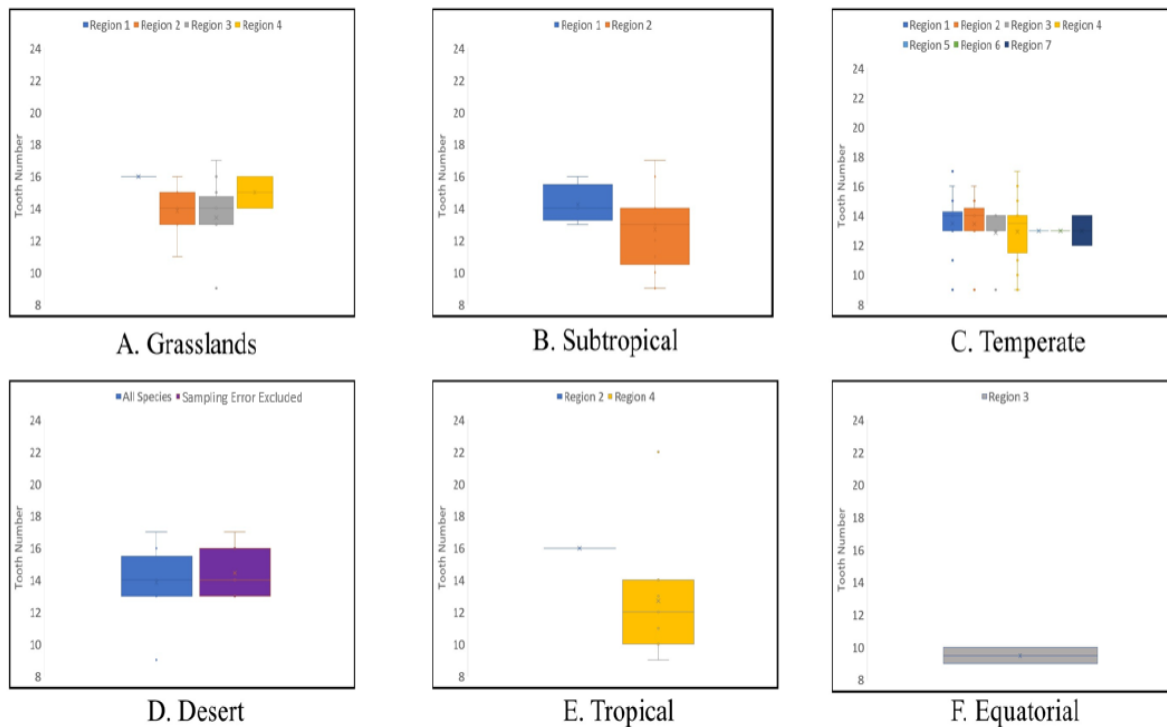 Region 1 Region 2 Region 3 Region 4
24
22
20
18
16
14
12
10
8
Tooth Number
A. Grasslands
Region 1 Region 2
24
22
20
18
16
14
12
10
8
Tooth Number
B. Subtropical
Region 1 Region 2 Region 3 Region 4
Region 5 Region 6 Region 7
24
22
20
18
16
14
12
10
8
Tooth Number
C. Temperate
All Species Sampling Error Excluded
24
22
20
18
16
14
12
10
8
Tooth Number
D. Desert
Region 2 Region 4
24
22
20
18
16
14
12
10
8
Tooth Number
E. Tropical
Region 3
24
22
20
18
16
14
12
10
8
Tooth Number
F. Equatorial